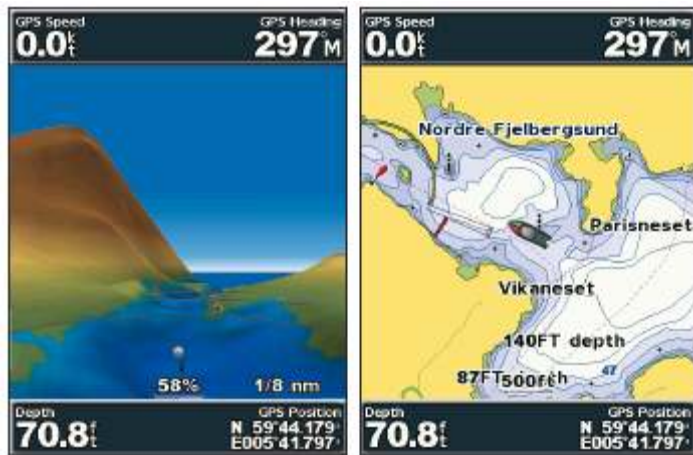 GPS Speed GPS Heading
0.0kt 297°M
58% 1/8 nm
Depth GPS Position
70.8ft N 59°44.179'
E005°41.797'
GPS Speed GPS Heading
0.0kt 297°M
Nordre Fjelbergsund
Parisneset
Vikaneset
140FT depth
87FT 500ft
47
Depth GPS Position
70.8ft N 59°44.179'
E005°41.797'